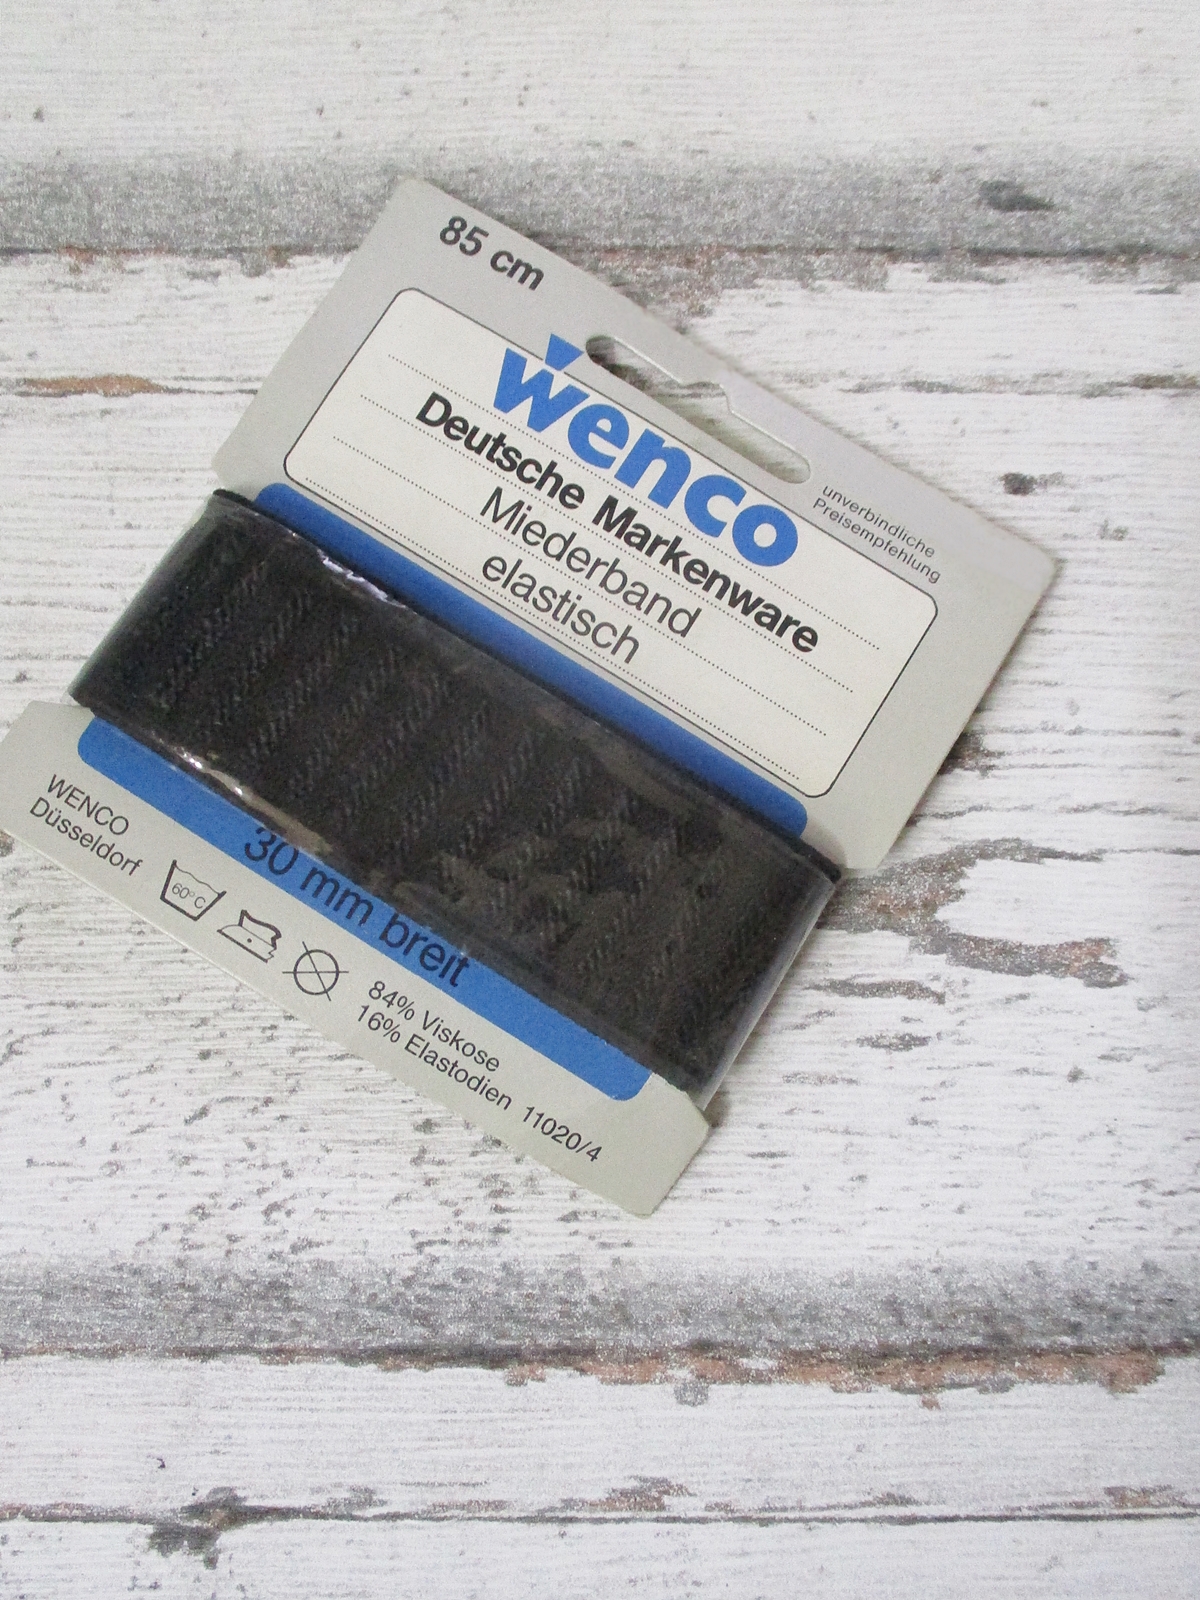 85 cm
wenco
unverbindliche
Preisempfehlung
Deutsche Markenware
Miederband
elastisch
30 mm breit
WENCO
Düsseldorf
60°C
84% Viskose
16% Elastodien 11020/4